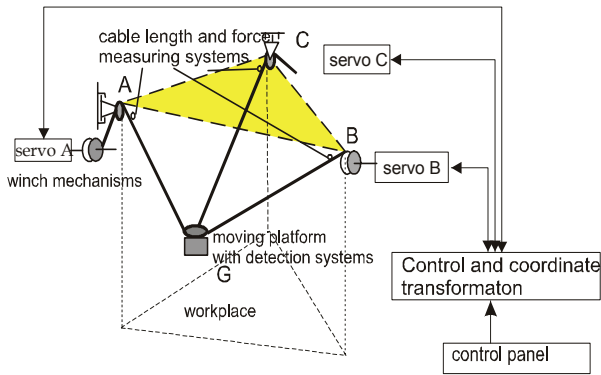 cable length and force
measuring systems
C
servo C
A
B
servo A
winch mechanisms
servo B
moving platform
with detection systems
G
workplace
Control and coordinate
transformaton
control panel